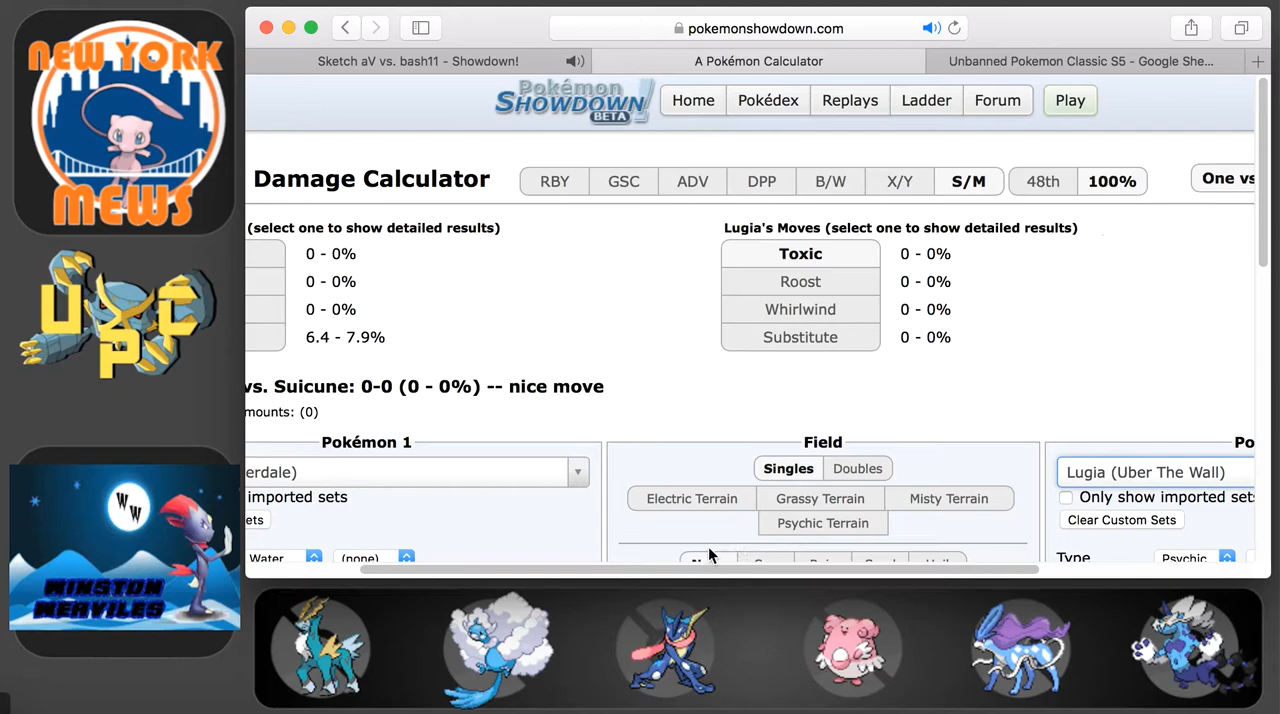 NEW YORK
MEWS
UPC
WW
WINSTON
WEAVILES
pokemonshowdown.com
Sketch aV vs. bash11 - Showdown!
A Pokémon Calculator
Unbanned Pokemon Classic S5 - Google She...
Pokémon
SHOWDOWN!
BETA
Home
Pokédex
Replays
Ladder
Forum
Play
Damage Calculator
RBY
GSC
ADV
DPP
B/W
X/Y
S/M
48th
100%
One vs
(select one to show detailed results)
0 - 0%
0 - 0%
0 - 0%
6.4 - 7.9%
Lugia's Moves (select one to show detailed results)
Toxic 0 - 0%
Roost 0 - 0%
Whirlwind 0 - 0%
Substitute 0 - 0%
vs. Suicune: 0-0 (0 - 0%) -- nice move
mounts: (0)
Pokémon 1
erdale)
imported sets
ets
Water
(none)
Field
Singles
Doubles
Electric Terrain
Grassy Terrain
Misty Terrain
Psychic Terrain
Po
Lugia (Uber The Wall)
Only show imported sets
Clear Custom Sets
Type
Psychic